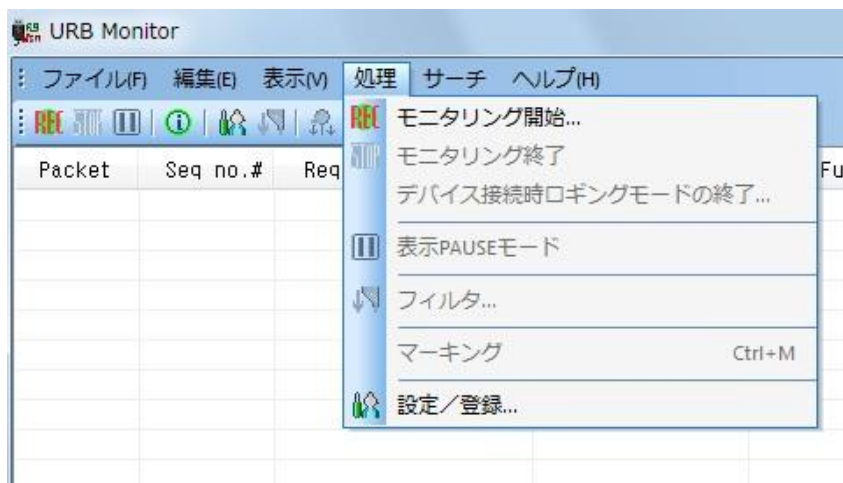 URB Monitor
ファイル(F) 編集(E) 表示(V) 処理 サーチ ヘルプ(H)
REC
Packet Seq no.# Req Fu
REC モニタリング開始...
モニタリング終了
デバイス接続時ロギングモードの終了...
表示PAUSEモード
フィルタ...
マーキング Ctrl+M
設定／登録...